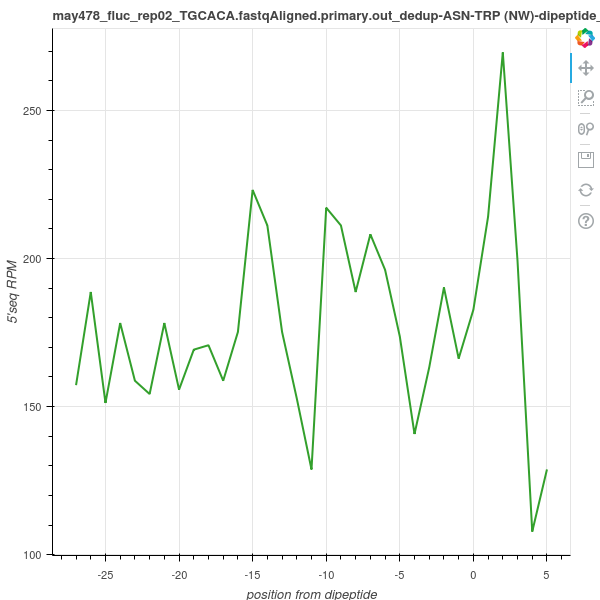 may478_fluc_rep02_TGCACA.fastqAligned.primary.out_dedup-ASN-TRP (NW)-dipeptide_
250
200
150
100
5'seq RPM
-25 -20 -15 -10 -5 0 5
position from dipeptide